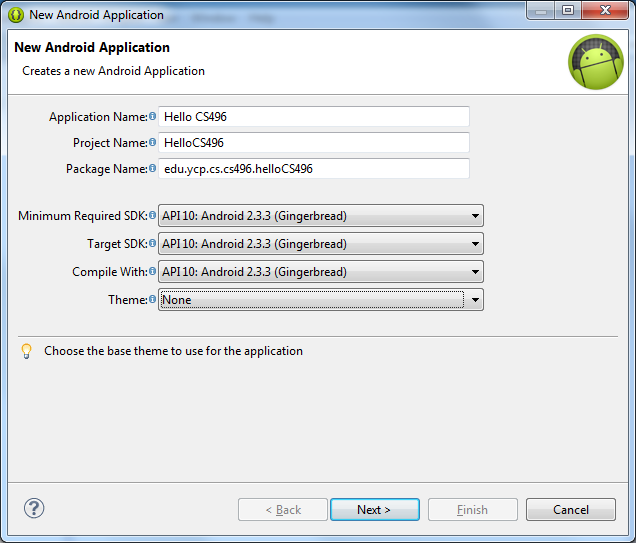 New Android Application
New Android Application
Creates a new Android Application
Application Name: Hello CS496
Project Name: HelloCS496
Package Name: edu.ycp.cs.cs496.helloCS496
Minimum Required SDK: API 10: Android 2.3.3 (Gingerbread)
Target SDK: API 10: Android 2.3.3 (Gingerbread)
Compile With: API 10: Android 2.3.3 (Gingerbread)
Theme: None
Choose the base theme to use for the application
? < Back Next > Finish Cancel